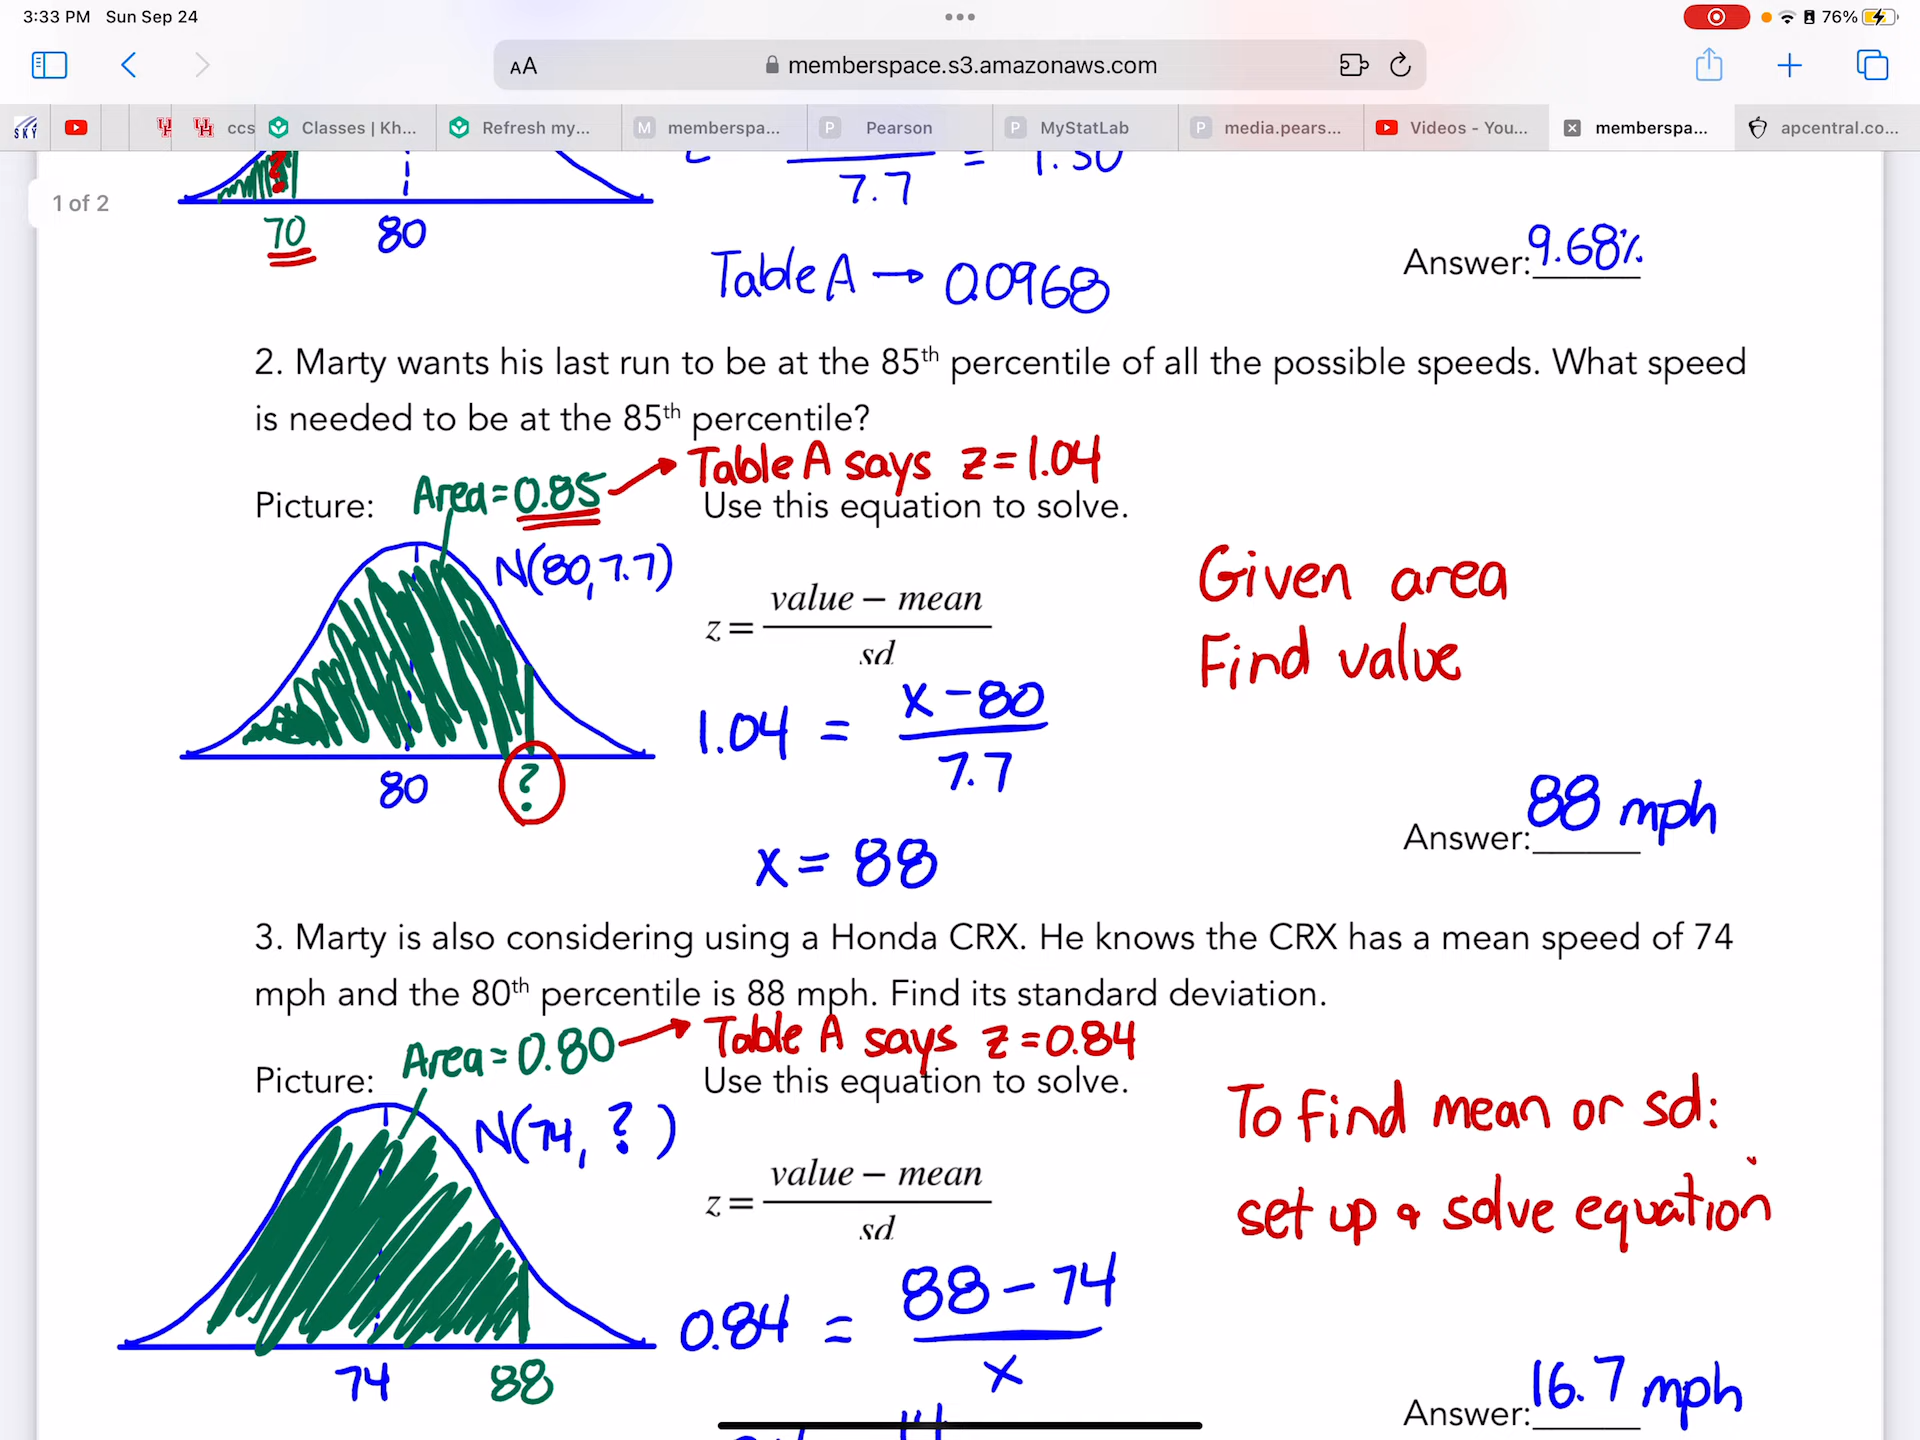 3:33 PM Sun Sep 24
76%
AA memberspace.s3.amazonaws.com
SKY
ccs
Classes | Kh...
Refresh my...
M memberspa...
P Pearson
P MyStatLab
P media.pears...
Videos - You...
memberspa...
apcentral.co...
1 of 2
?
7.7 = 1.30
70 80
Table A → 0.0968
Answer: 9.68%
2. Marty wants his last run to be at the 85th percentile of all the possible speeds. What speed
is needed to be at the 85th percentile?
Table A says z = 1.04
Picture: Area = 0.85
Use this equation to solve.
N(80, 7.7)
z = value − mean
sd
Given area
Find value
1.04 = x − 80
7.7
80 ?
x = 88
Answer: 88 mph
3. Marty is also considering using a Honda CRX. He knows the CRX has a mean speed of 74
mph and the 80th percentile is 88 mph. Find its standard deviation.
Area = 0.80
Table A says z = 0.84
Picture:
Use this equation to solve.
N(74, ?)
z = value − mean
sd
To find mean or sd:
set up & solve equation
0.84 = 88 − 74
x
74 88
Answer: 16.7 mph